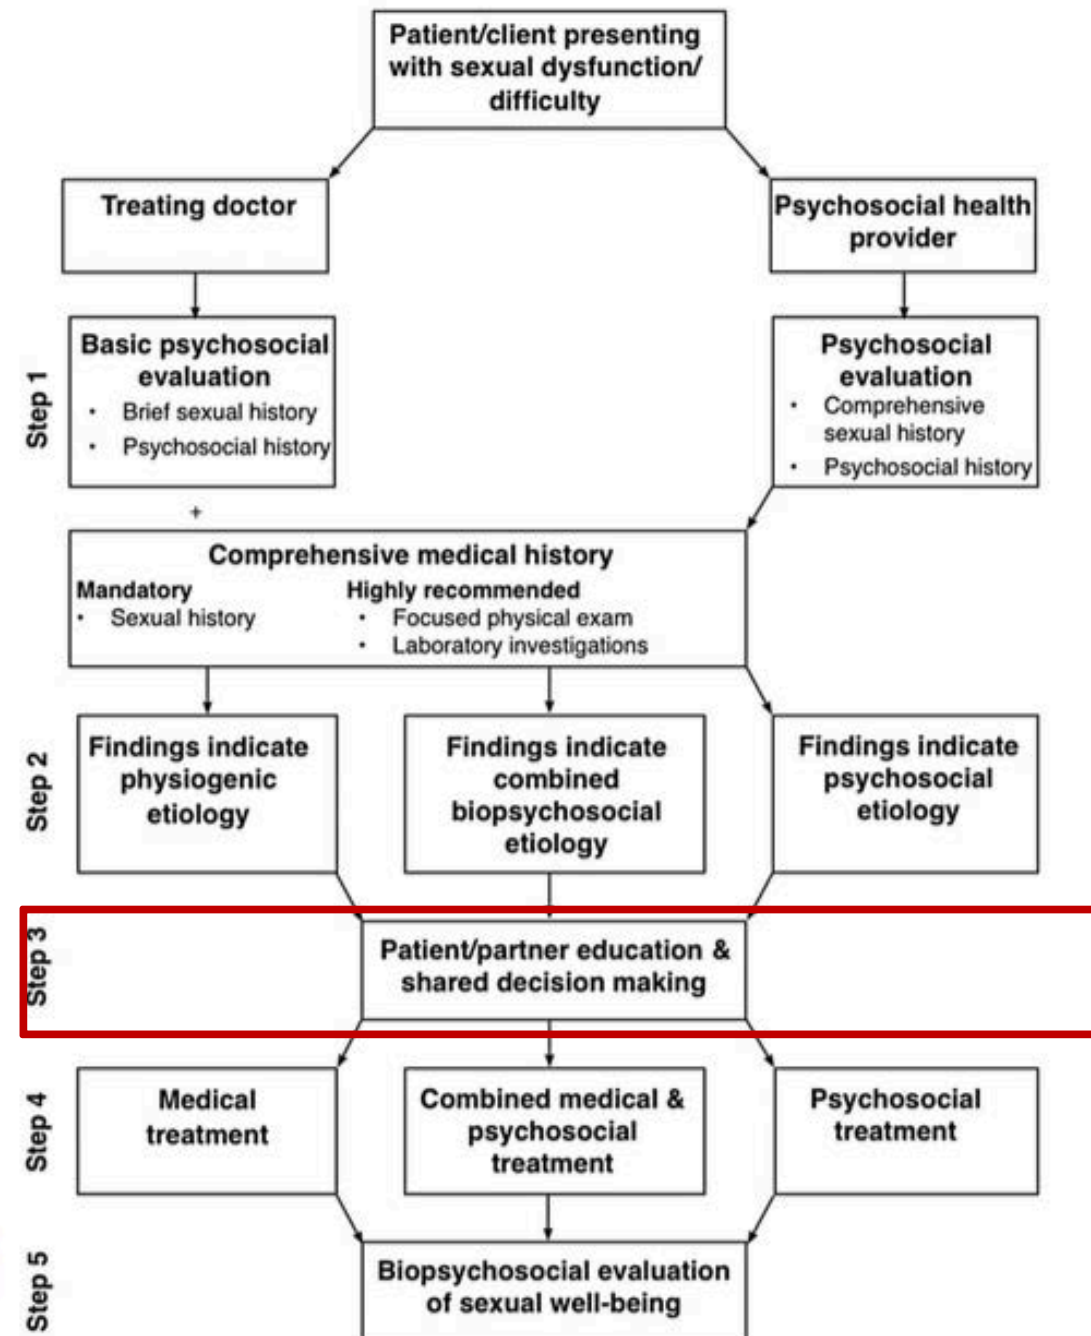 Patient/client presenting
with sexual dysfunction/
difficulty
Treating doctor
Psychosocial health
provider
Step 1
Basic psychosocial
evaluation
• Brief sexual history
• Psychosocial history
Psychosocial
evaluation
• Comprehensive
sexual history
• Psychosocial history
+
Comprehensive medical history
Mandatory
• Sexual history
Highly recommended
• Focused physical exam
• Laboratory investigations
Step 2
Findings indicate
physiogenic
etiology
Findings indicate
combined
biopsychosocial
etiology
Findings indicate
psychosocial
etiology
Step 3
Patient/partner education &
shared decision making
Step 4
Medical
treatment
Combined medical &
psychosocial
treatment
Psychosocial
treatment
Step 5
Biopsychosocial evaluation
of sexual well-being